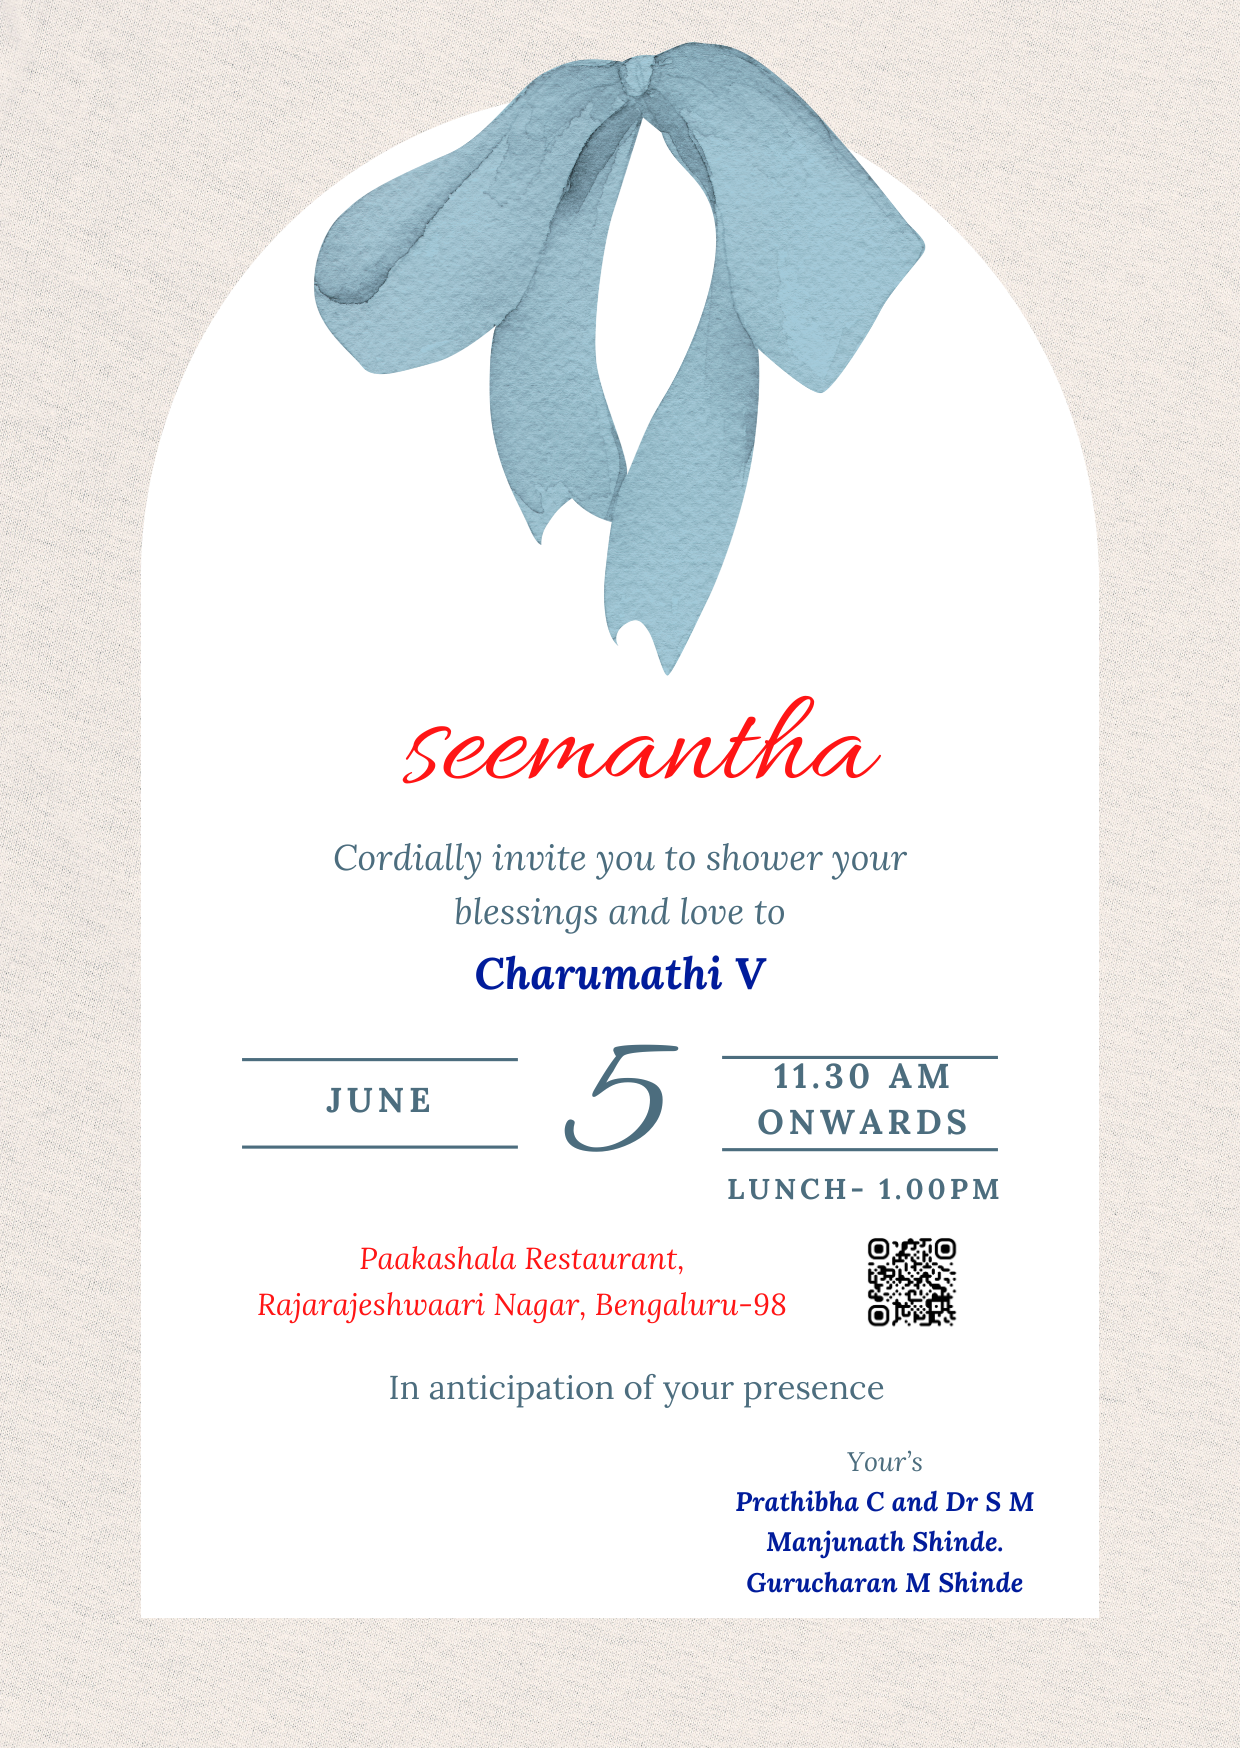 seemantha
Cordially invite you to shower your
blessings and love to
Charumathi V
JUNE
5
11.30 AM
ONWARDS
LUNCH- 1.00PM
Paakashala Restaurant,
Rajarajeshwaari Nagar, Bengaluru-98
In anticipation of your presence
Your’s
Prathibha C and Dr S M
Manjunath Shinde.
Gurucharan M Shinde